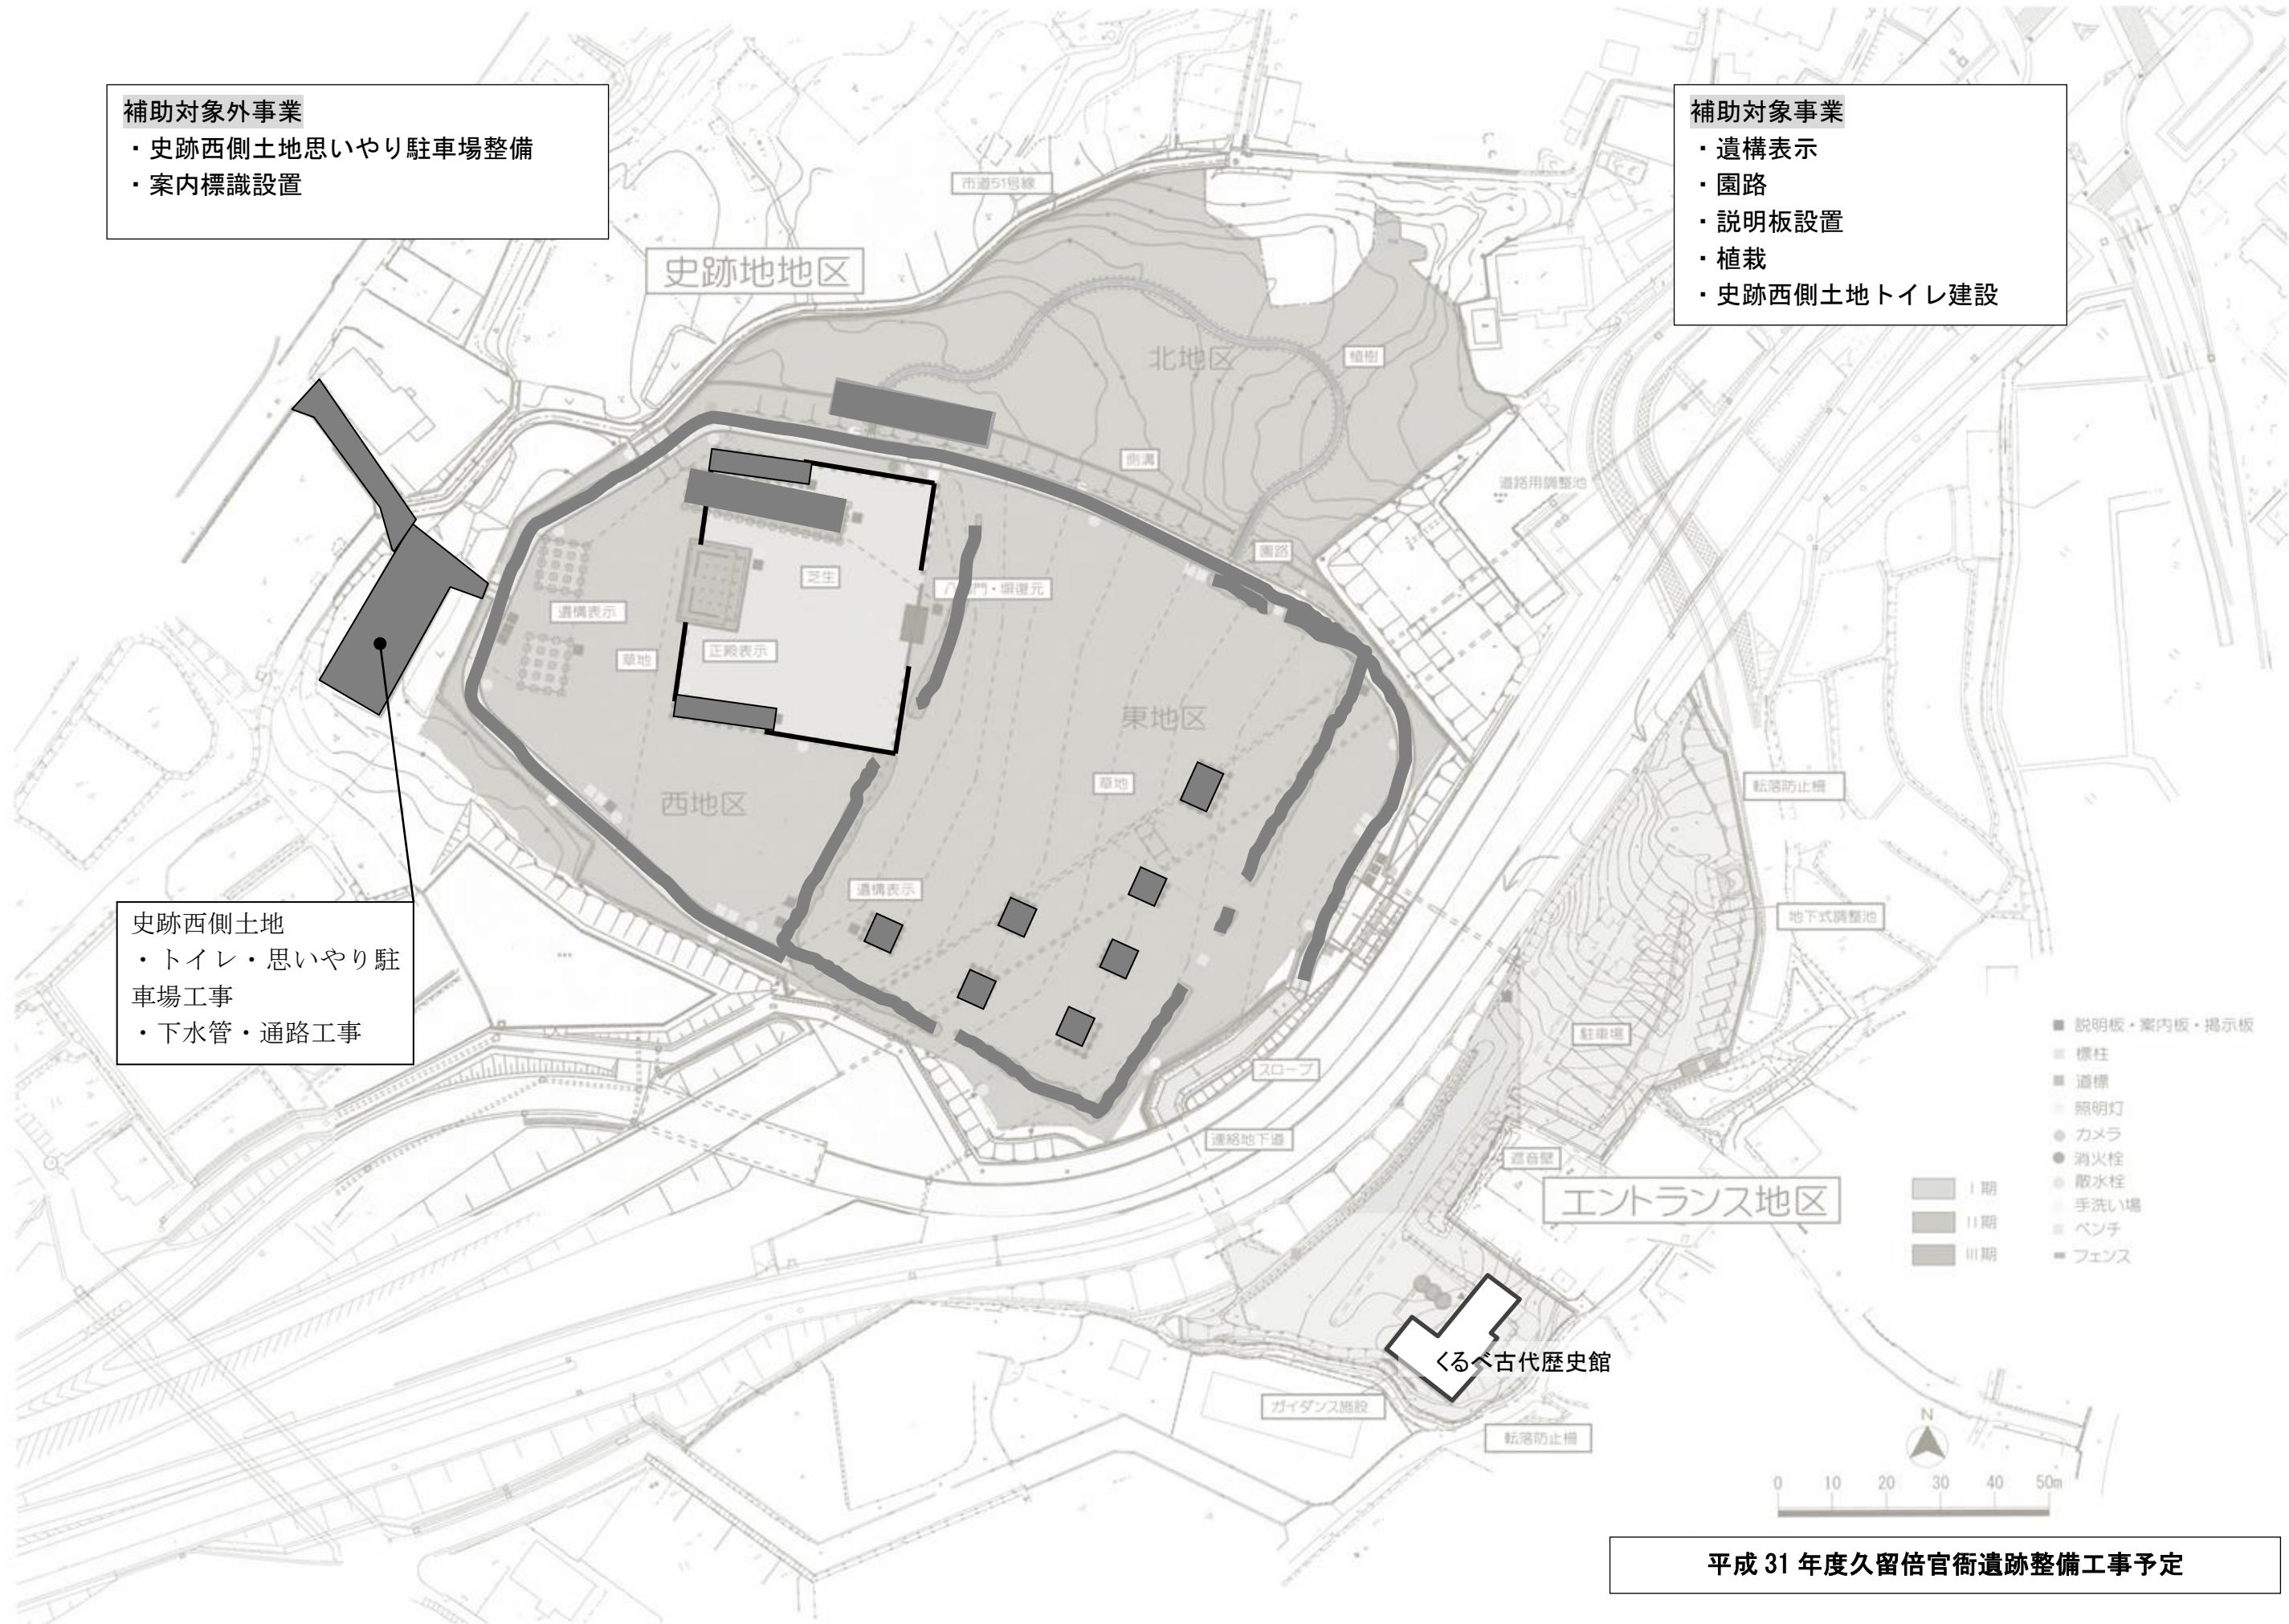 補助対象外事業
・史跡西側土地思いやり駐車場整備
・案内標識設置
補助対象事業
・遺構表示
・園路
・説明板設置
・植栽
・史跡西側土地トイレ建設
市道51号線
史跡地地区
北地区
植樹
側溝
道路用調整池
園路
芝生
門・塀復元
遺構表示
草地
正殿表示
東地区
草地
西地区
転落防止柵
遺構表示
地下式調整池
史跡西側土地
・トイレ・思いやり駐
車場工事
・下水管・通路工事
駐車場
スロープ
連絡地下道
遮音壁
エントランス地区
説明板・案内板・掲示板
標柱
道標
照明灯
カメラ
消火栓
散水栓
手洗い場
ベンチ
フェンス
I期
II期
III期
くるべ古代歴史館
ガイダンス施設
転落防止柵
N
0 10 20 30 40 50m
平成31年度久留倍官衙遺跡整備工事予定